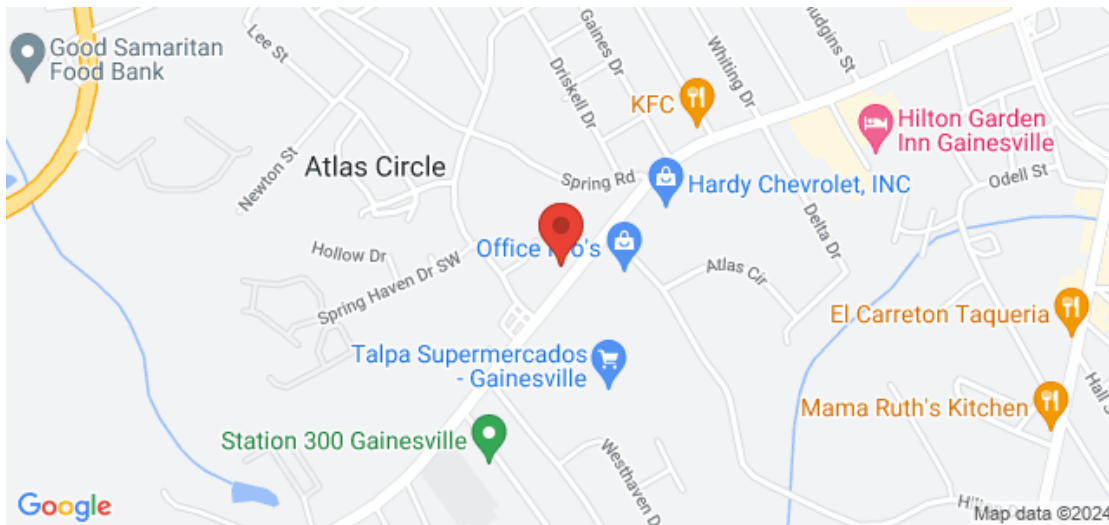 Good Samaritan
Food Bank
Lee St
Gaines Dr
Driskell Dr
Whiting Dr
KFC
Hilton Garden
Inn Gainesville
Atlas Circle
Newton St
Spring Rd
Hardy Chevrolet, INC
Odell St
Delta Dr
Hollow Dr
Office
Spring Haven Dr SW
Atlas Cir
El Carreton Taqueria
Talpa Supermercados
- Gainesville
Mama Ruth's Kitchen
Station 300 Gainesville
Westhaven D
Google
Map data ©2024